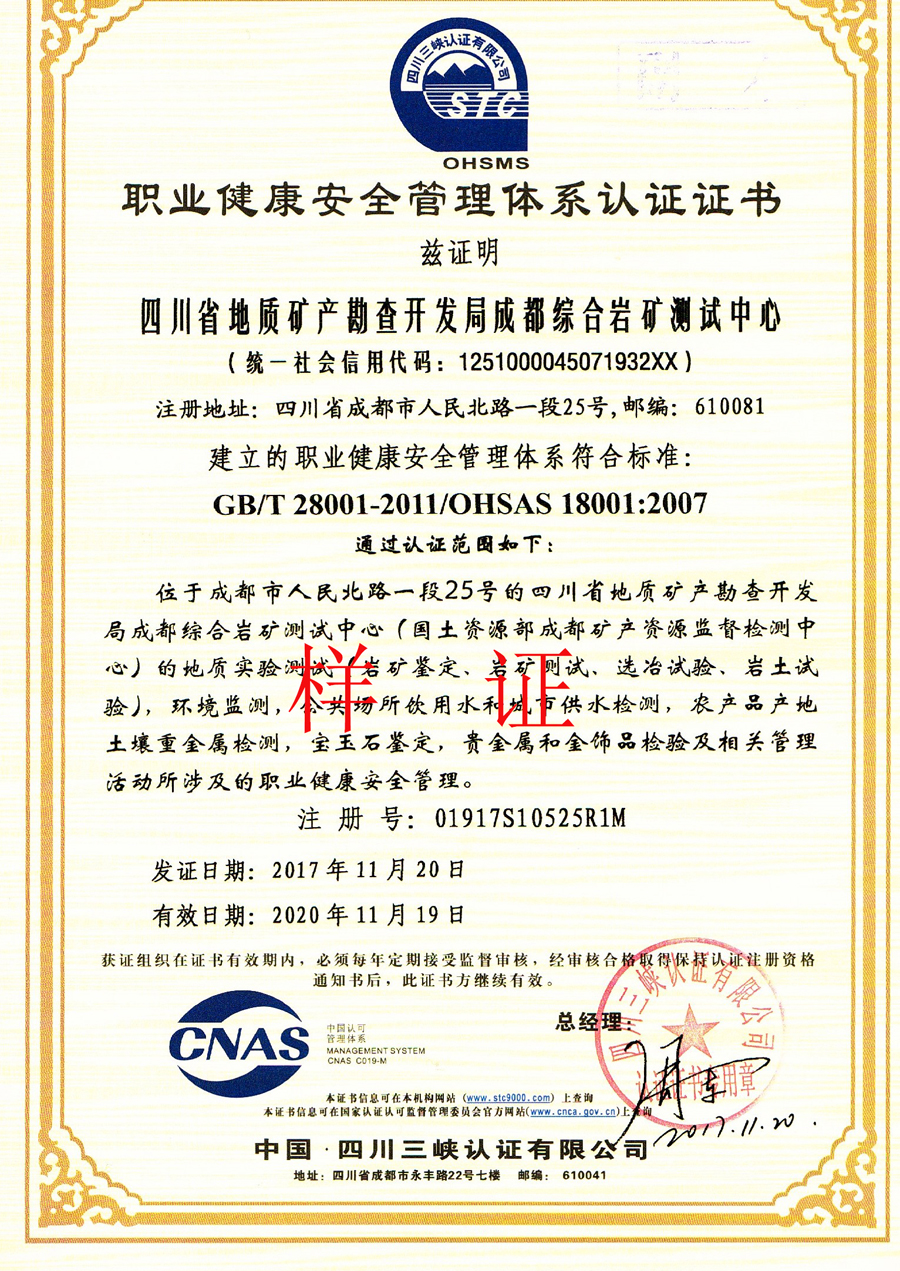 四川三峡认证有限公司
STC
OHSMS
职业健康安全管理体系认证证书
兹证明
四川省地质矿产勘查开发局成都综合岩矿测试中心
(统一社会信用代码:1251000045071932XX)
注册地址:四川省成都市人民北路一段25号,邮编:610081
建立的职业健康安全管理体系符合标准:
GB/T 28001-2011/OHSAS 18001:2007
通过认证范围如下:
位于成都市人民北路一段25号的四川省地质矿产勘查开发
局成都综合岩矿测试中心(国土资源部成都矿产资源监督检测中
心)的地质实验测试(岩矿鉴定、岩矿测试、选冶试验、岩土试
验),环境监测,公共场所饮用水和城市供水检测,农产品产地
土壤重金属检测,宝玉石鉴定,贵金属和金饰品检验及相关管理
活动所涉及的职业健康安全管理。
样 证
注册号:01917S10525R1M
发证日期:2017年11月20日
有效日期:2020年11月19日
获证组织在证书有效期内,必须每年定期接受监督审核,经审核合格取得保持认证注册资格
通知书后,此证书方继续有效。
CNAS
中国认可
管理体系
MANAGEMENT SYSTEM
CNAS C019-M
总经理:
四川三峡认证有限公司
认证证书专用章
2017.11.20.
本证书信息可在本机构网站(www.stc9000.com)上查询
本证书信息可在国家认证认可监督管理委员会官方网站(www.cnca.gov.cn)上查询
中国·四川三峡认证有限公司
地址:四川省成都市永丰路22号七楼 邮编:610041